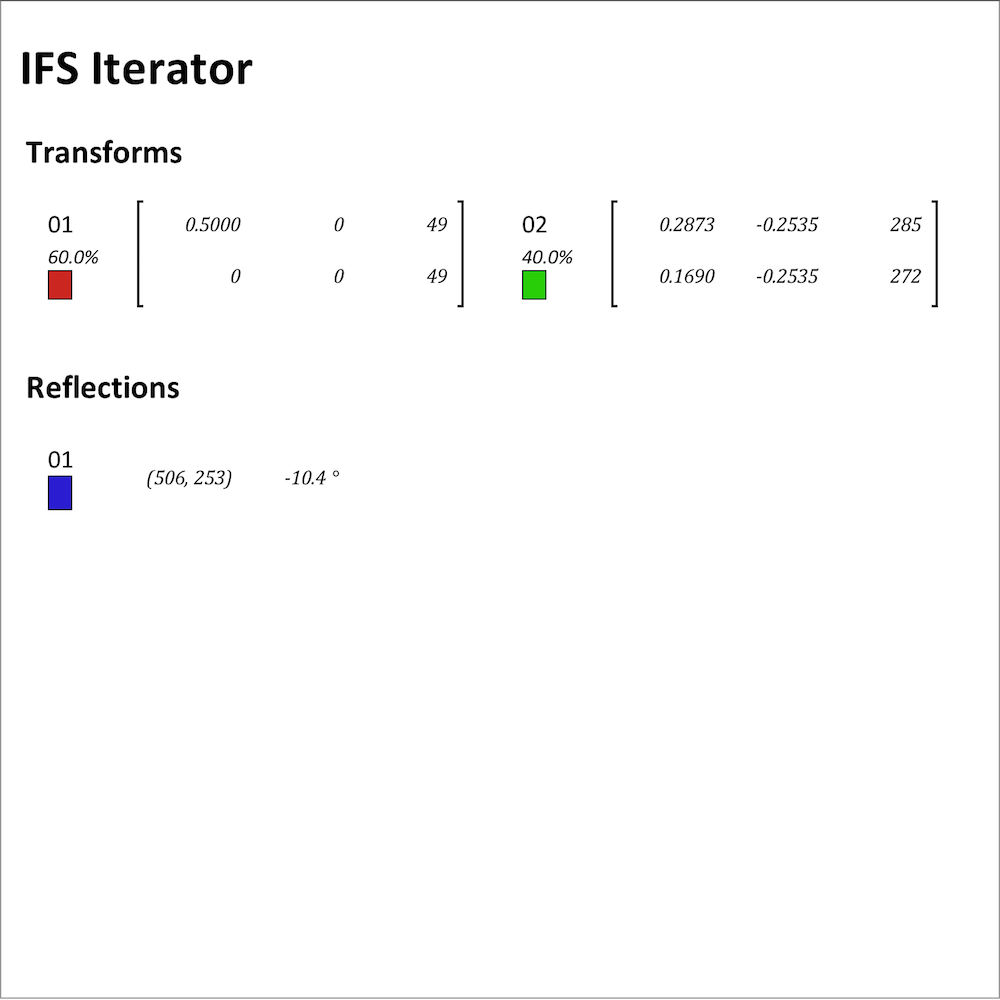 IFS Iterator
Transforms
01
60.0%
0.5000 0 49
0 0 49
02
40.0%
0.2873 -0.2535 285
0.1690 -0.2535 272
Reflections
01
(506, 253) -10.4 °